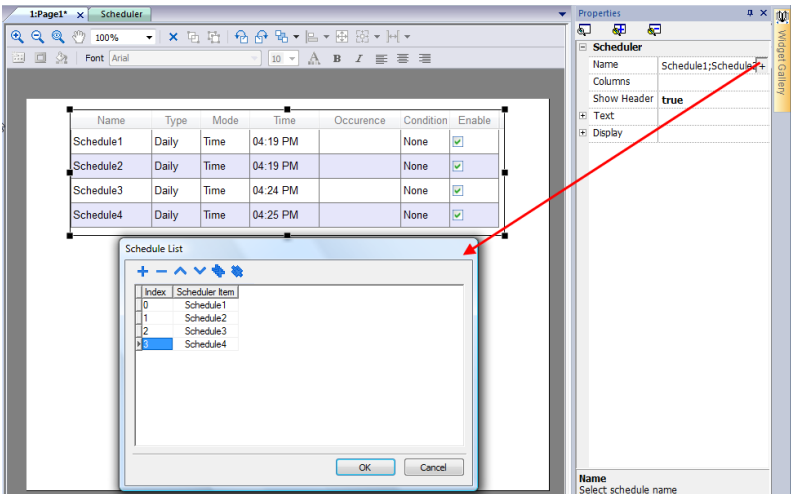 1:Page1* x Scheduler
100%
Font Arial 10 A B I
Name Type Mode Time Occurence Condition Enable
Schedule1 Daily Time 04:19 PM None
Schedule2 Daily Time 04:19 PM None
Schedule3 Daily Time 04:24 PM None
Schedule4 Daily Time 04:25 PM None
Schedule List
Index Scheduler Item
0 Schedule1
1 Schedule2
2 Schedule3
3 Schedule4
OK Cancel
Properties
Scheduler
Name Schedule1;Schedule2 +
Columns
Show Header true
Text
Display
Name
Select schedule name
Widget Gallery